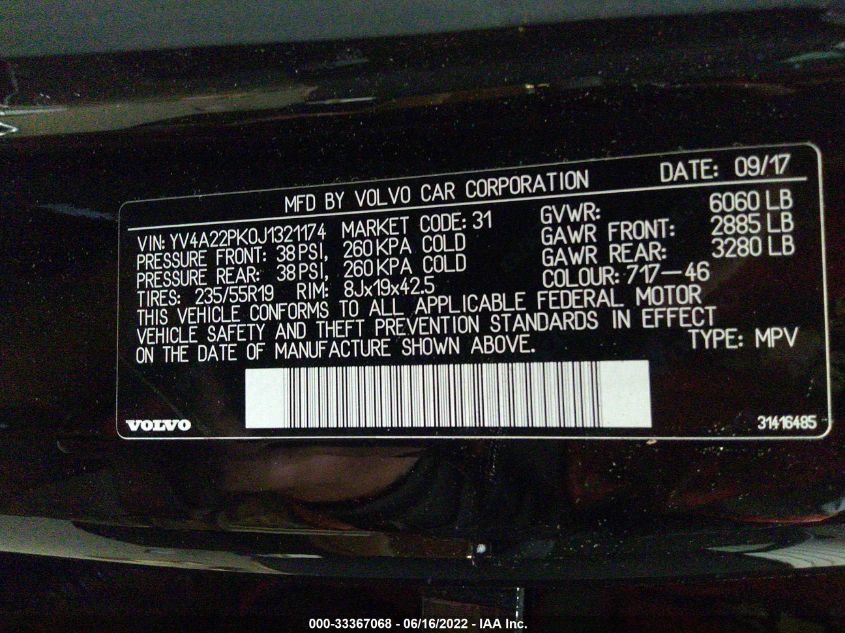 MFD BY VOLVO CAR CORPORATION DATE: 09/17
VIN: YV4A22PK0J1321174 MARKET CODE: 31 GVWR: 6060 LB
PRESSURE FRONT: 38 PSI, 260 KPA COLD GAWR FRONT: 2885 LB
PRESSURE REAR: 38 PSI, 260 KPA COLD GAWR REAR: 3280 LB
TIRES: 235/55R19 RIM: 8Jx19x42.5 COLOUR: 717-46
THIS VEHICLE CONFORMS TO ALL APPLICABLE FEDERAL MOTOR
VEHICLE SAFETY AND THEFT PREVENTION STANDARDS IN EFFECT
ON THE DATE OF MANUFACTURE SHOWN ABOVE. TYPE: MPV
VOLVO 31416485
000-33367068 - 06/16/2022 - IAA Inc.